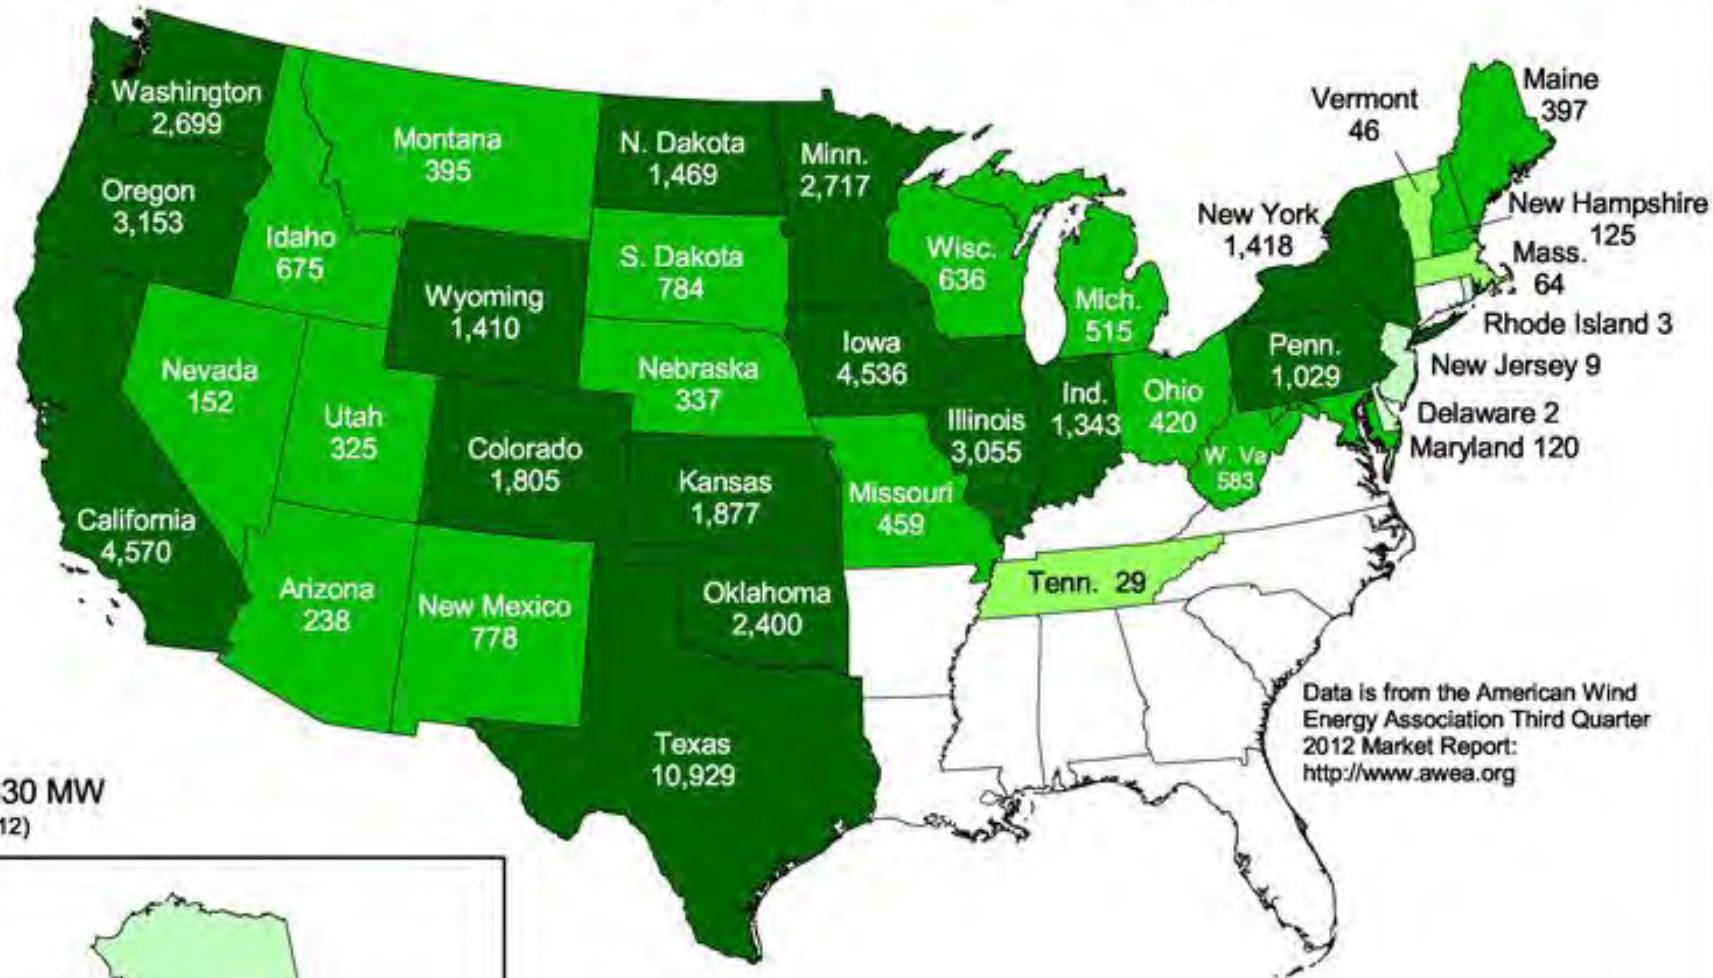 Washington
2,699
Oregon
3,153
California
4,570
Idaho
675
Nevada
152
Montana
395
Wyoming
1,410
Utah
325
Arizona
238
Colorado
1,805
New Mexico
778
N. Dakota
1,469
S. Dakota
784
Nebraska
337
Kansas
1,877
Oklahoma
2,400
Texas
10,929
Minn.
2,717
Iowa
4,536
Missouri
459
Wisc.
636
Illinois
3,055
Mich.
515
Ind.
1,343
Ohio
420
W. Va
583
Tenn. 29
Penn.
1,029
New York
1,418
Vermont
46
Maine
397
New Hampshire
125
Mass.
64
Rhode Island 3
New Jersey 9
Delaware 2
Maryland 120
Data is from the American Wind
Energy Association Third Quarter
2012 Market Report:
http://www.awea.org
30 MW
12)